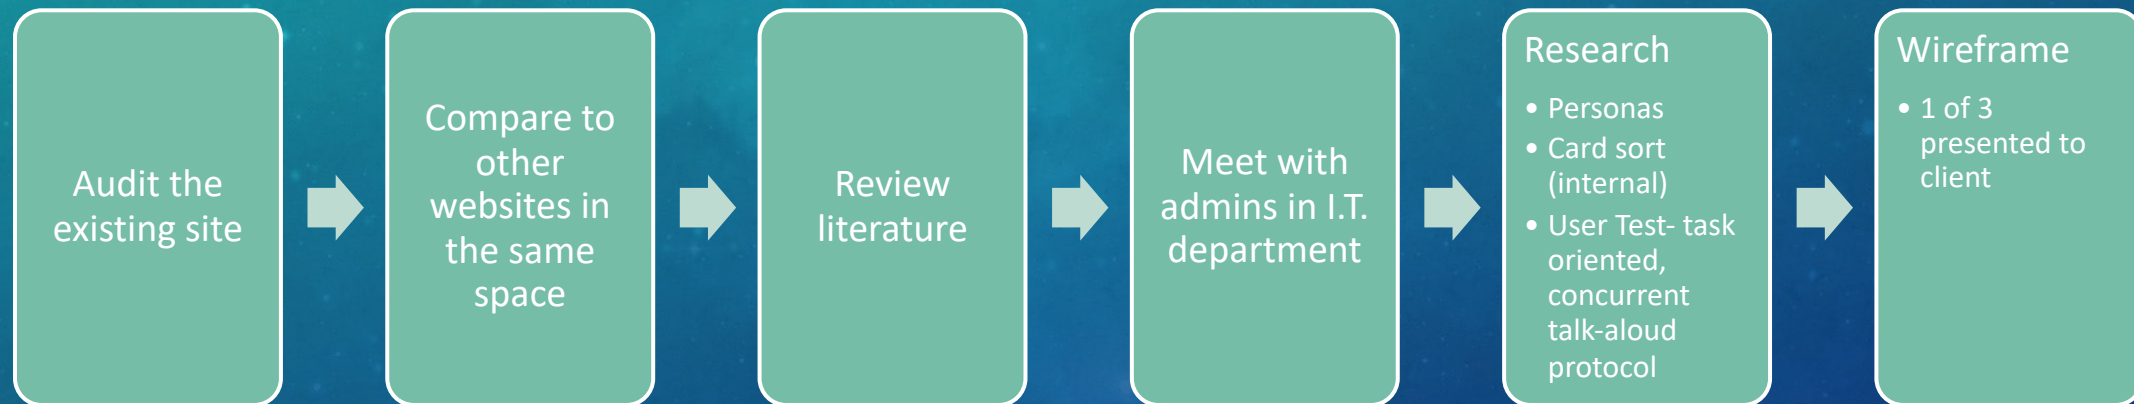 Audit the
existing site
Compare to
other
websites in
the same
space
Review
literature
Meet with
admins in I.T.
department
Research
• Personas
• Card sort
(internal)
• User Test- task
oriented,
concurrent
talk-aloud
protocol
Wireframe
• 1 of 3
presented to
client